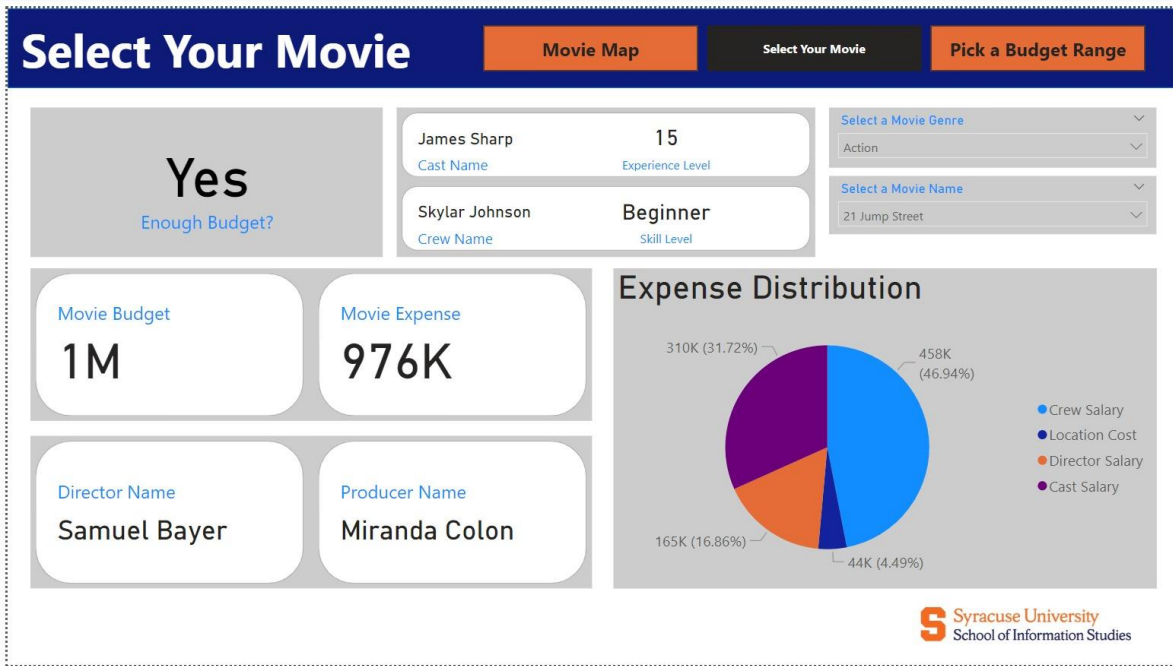 Select Your Movie
Movie Map
Select Your Movie
Pick a Budget Range
Yes
Enough Budget?
James Sharp
15
Cast Name
Experience Level
Skylar Johnson
Beginner
Crew Name
Skill Level
Select a Movie Genre
Action
Select a Movie Name
21 Jump Street
Movie Budget
1M
Movie Expense
976K
Director Name
Samuel Bayer
Producer Name
Miranda Colon
Expense Distribution
310K (31.72%)
458K
(46.94%)
165K (16.86%)
44K (4.49%)
Crew Salary
Location Cost
Director Salary
Cast Salary
S
Syracuse University
School of Information Studies